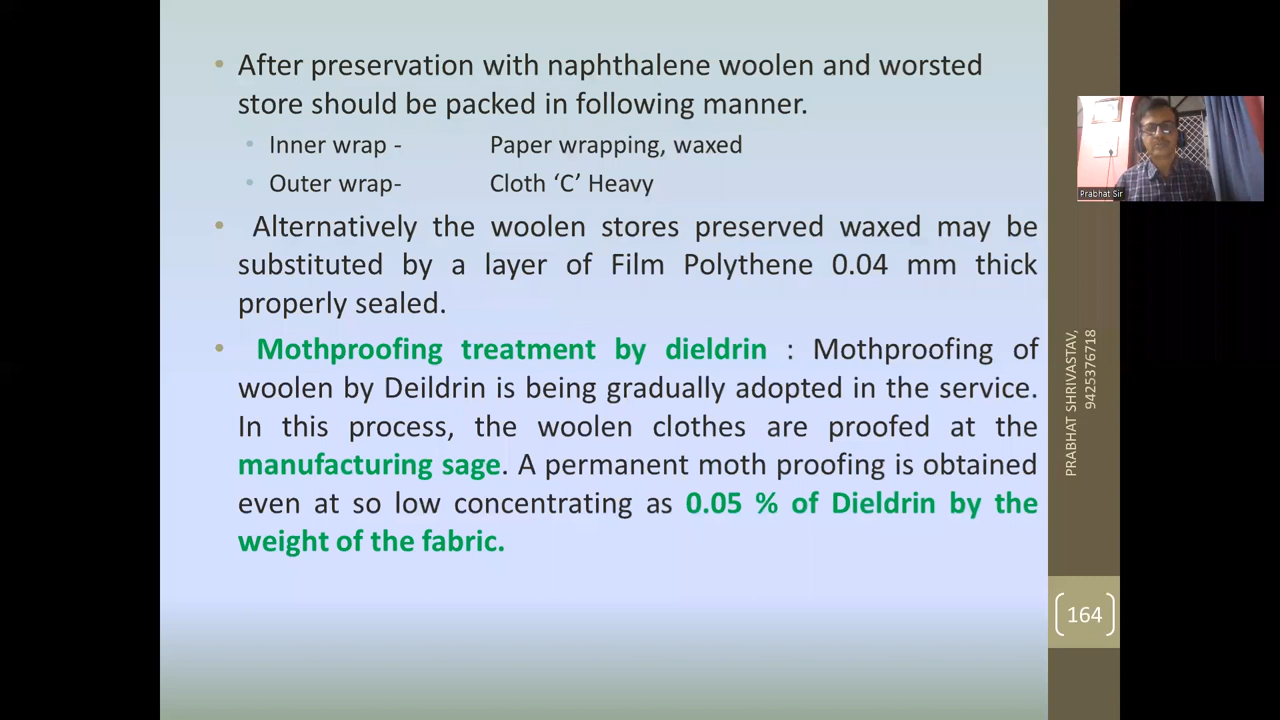 • After preservation with naphthalene woolen and worsted
store should be packed in following manner.
• Inner wrap - Paper wrapping, waxed
• Outer wrap- Cloth ‘C’ Heavy
• Alternatively the woolen stores preserved waxed may be
substituted by a layer of Film Polythene 0.04 mm thick
properly sealed.
• Mothproofing treatment by dieldrin : Mothproofing of
woolen by Deildrin is being gradually adopted in the service.
In this process, the woolen clothes are proofed at the
manufacturing sage. A permanent moth proofing is obtained
even at so low concentrating as 0.05 % of Dieldrin by the
weight of the fabric.
PRABHAT SHRIVASTAV,
9425376718
164
Prabhat Sir